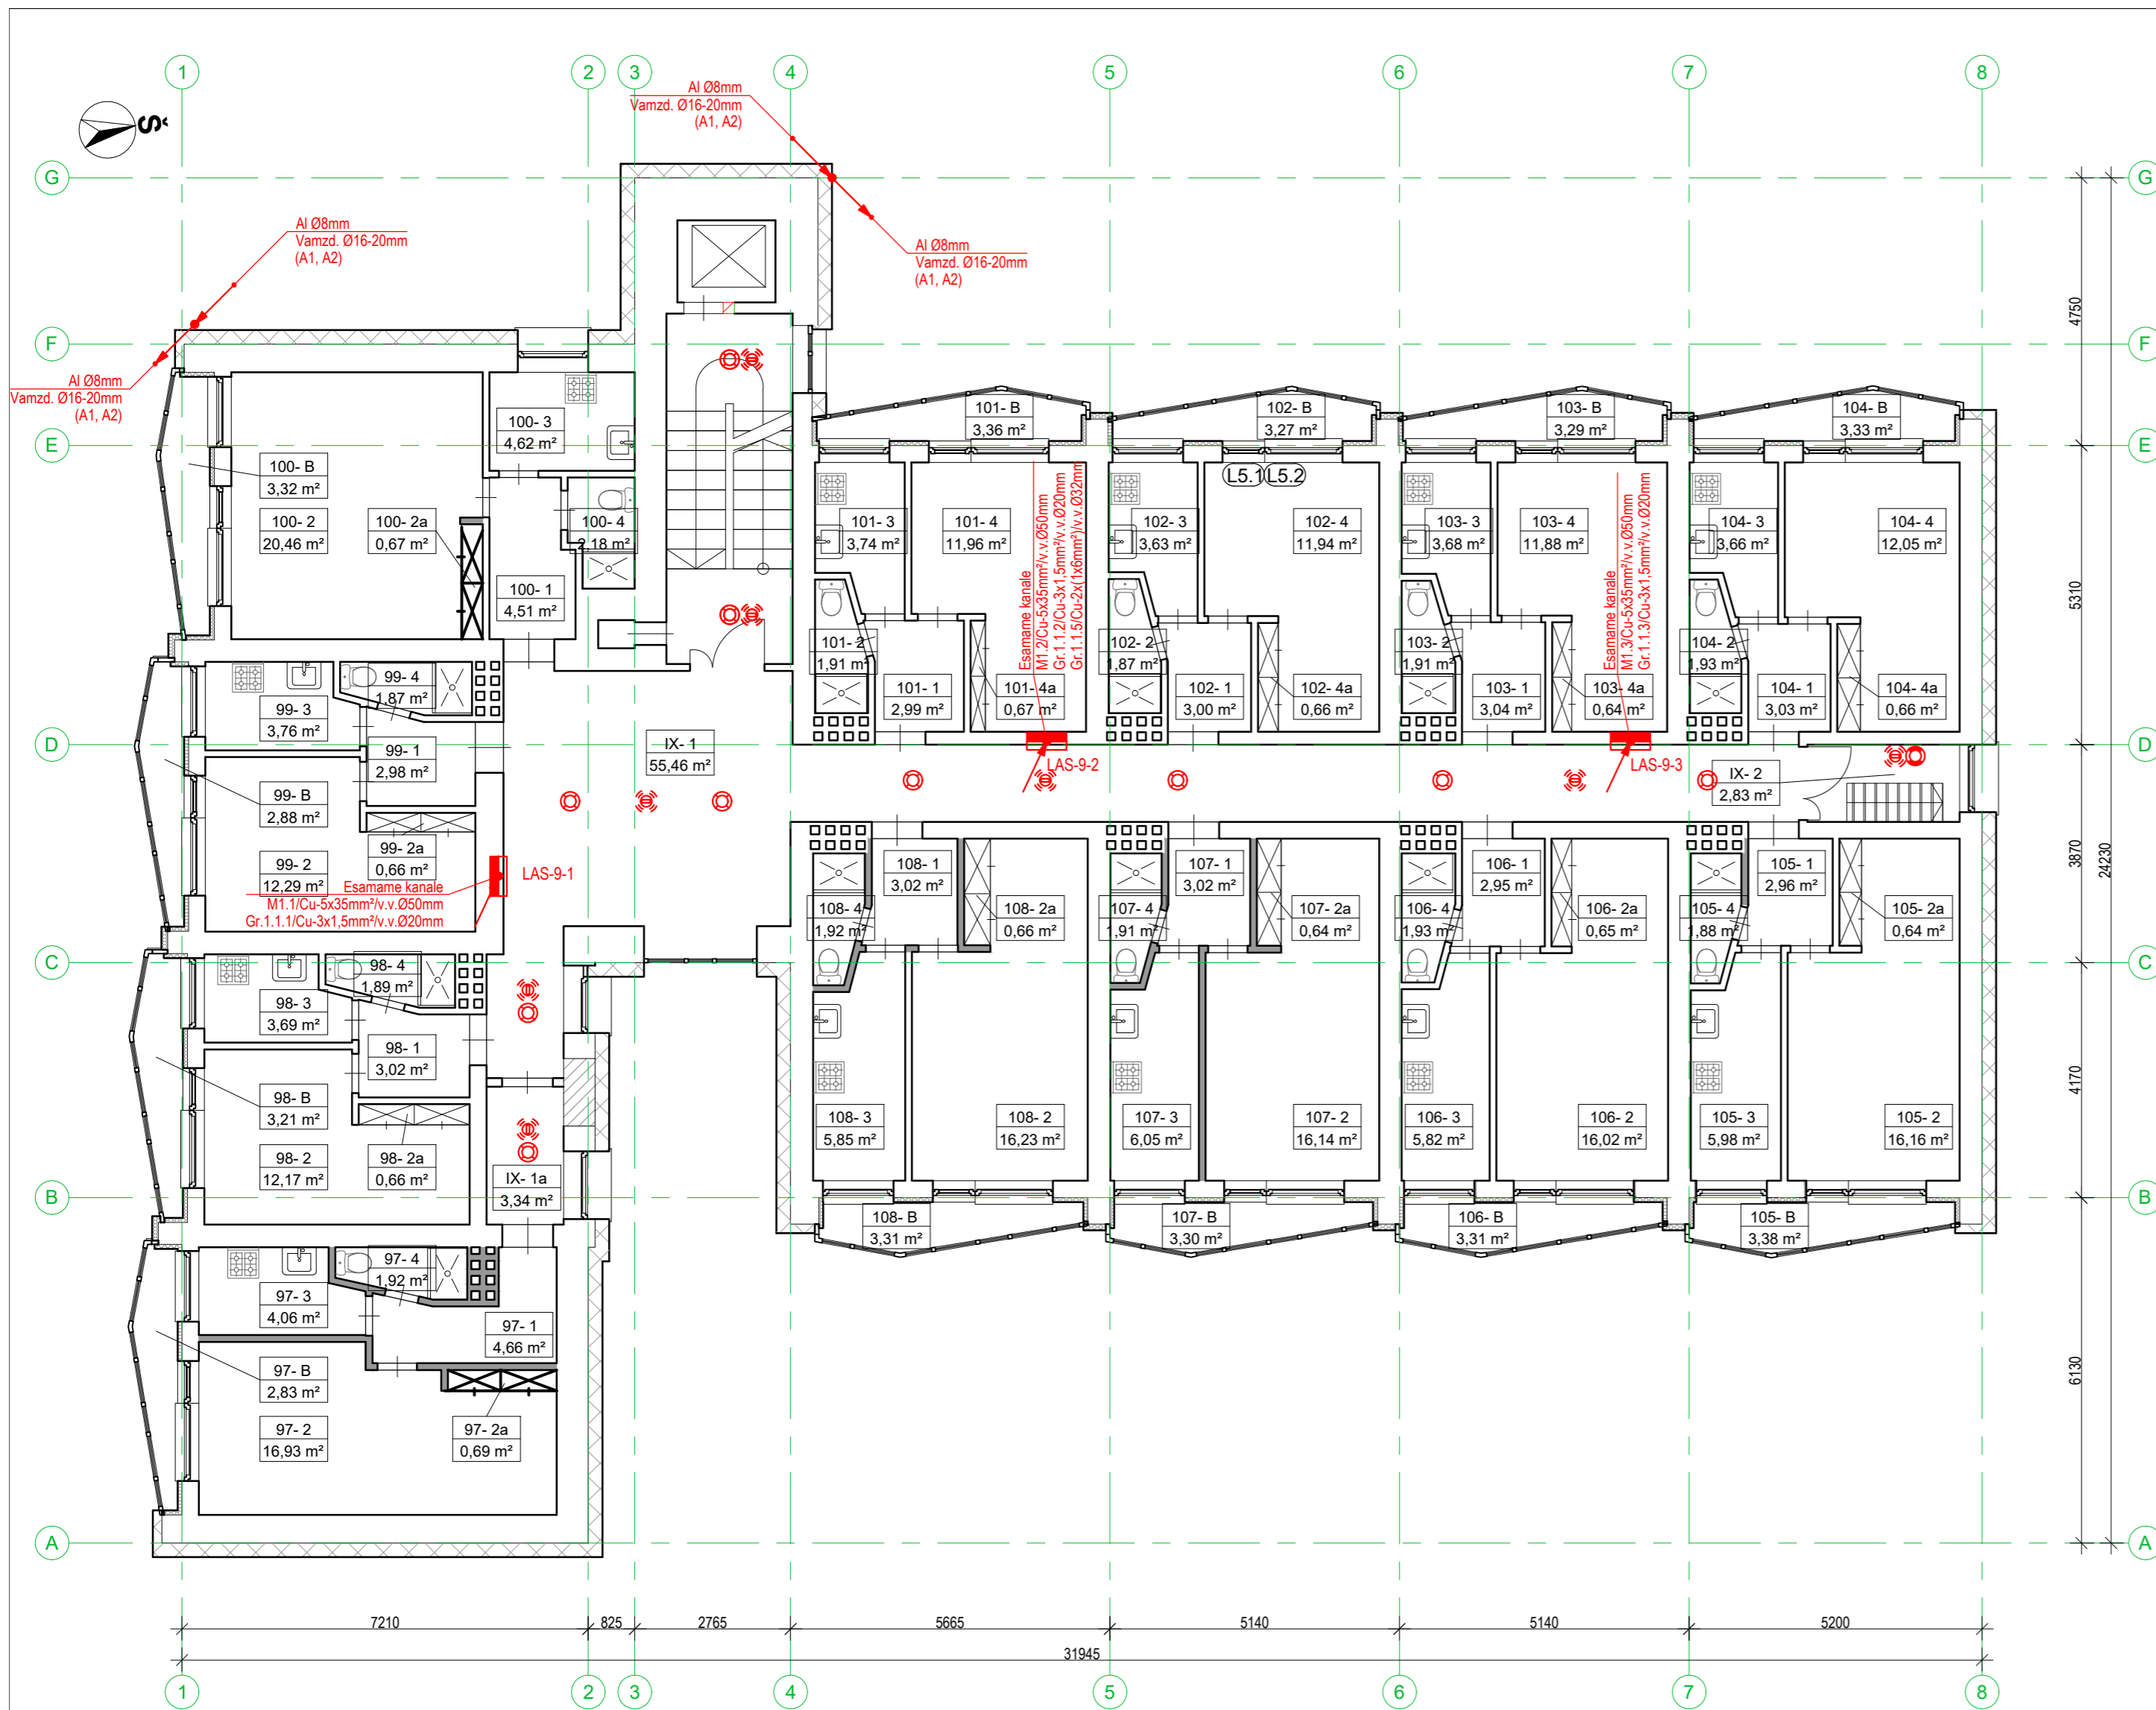 1
2
3
4
5
6
7
8
Š
Al Ø8mm
Vamzd. Ø16-20mm
(A1, A2)
G
G
Al Ø8mm
Vamzd. Ø16-20mm
(A1, A2)
Al Ø8mm
Vamzd. Ø16-20mm
(A1, A2)
4750
F
F
Al Ø8mm
Vamzd. Ø16-20mm
(A1, A2)
100- 3
4,62 m²
101- B
3,36 m²
102- B
3,27 m²
103- B
3,29 m²
104- B
3,33 m²
E
E
100- B
3,32 m²
100- 2
20,46 m²
100- 2a
0,67 m²
100- 4
2,18 m²
100- 1
4,51 m²
L5.1
L5.2
101- 3
3,74 m²
101- 4
11,96 m²
102- 3
3,63 m²
102- 4
11,94 m²
103- 3
3,68 m²
103- 4
11,88 m²
104- 3
3,66 m²
104- 4
12,05 m²
Esamame kanale
M1.2/Cu-5x35mm²/v.v.Ø50mm
Gr.1.1.2/Cu-3x1,5mm²/v.v.Ø20mm
Gr.1.1.5/Cu-2x(1x6mm²)/v.v.Ø32mm
Esamame kanale
M1.3/Cu-5x35mm²/v.v.Ø50mm
Gr.1.1.3/Cu-3x1,5mm²/v.v.Ø20mm
5310
101- 2
1,91 m²
102- 2
1,87 m²
103- 2
1,91 m²
104- 2
1,93 m²
101- 1
2,99 m²
101- 4a
0,67 m²
102- 1
3,00 m²
102- 4a
0,66 m²
103- 1
3,04 m²
103- 4a
0,64 m²
104- 1
3,03 m²
104- 4a
0,66 m²
99- 4
1,87 m²
99- 3
3,76 m²
99- 1
2,98 m²
D
D
IX- 1
55,46 m²
LAS-9-2
LAS-9-3
IX- 2
2,83 m²
99- B
2,88 m²
99- 2
12,29 m²
99- 2a
0,66 m²
Esamame kanale
M1.1/Cu-5x35mm²/v.v.Ø50mm
Gr.1.1.1/Cu-3x1,5mm²/v.v.Ø20mm
LAS-9-1
3870
24230
108- 1
3,02 m²
107- 1
3,02 m²
106- 1
2,95 m²
105- 1
2,96 m²
108- 4
1,92 m²
108- 2a
0,66 m²
107- 4
1,91 m²
107- 2a
0,64 m²
106- 4
1,93 m²
106- 2a
0,65 m²
105- 4
1,88 m²
105- 2a
0,64 m²
C
C
98- 4
1,89 m²
98- 3
3,69 m²
98- 1
3,02 m²
98- B
3,21 m²
98- 2
12,17 m²
98- 2a
0,66 m²
4170
108- 3
5,85 m²
108- 2
16,23 m²
107- 3
6,05 m²
107- 2
16,14 m²
106- 3
5,82 m²
106- 2
16,02 m²
105- 3
5,98 m²
105- 2
16,16 m²
IX- 1a
3,34 m²
B
B
108- B
3,31 m²
107- B
3,30 m²
106- B
3,31 m²
105- B
3,38 m²
97- 4
1,92 m²
97- 3
4,06 m²
97- 1
4,66 m²
97- B
2,83 m²
97- 2
16,93 m²
97- 2a
0,69 m²
6130
A
A
7210
825
2765
5665
5140
5140
5200
31945
1
2
3
4
5
6
7
8